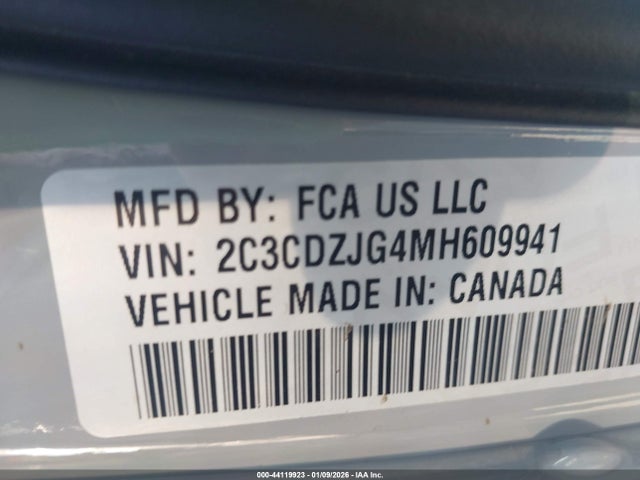 MFD BY: FCA US LLC
VIN: 2C3CDZJG4MH609941
VEHICLE MADE IN: CANADA
000-44119923 | 01/09/2026 | IAA Inc.